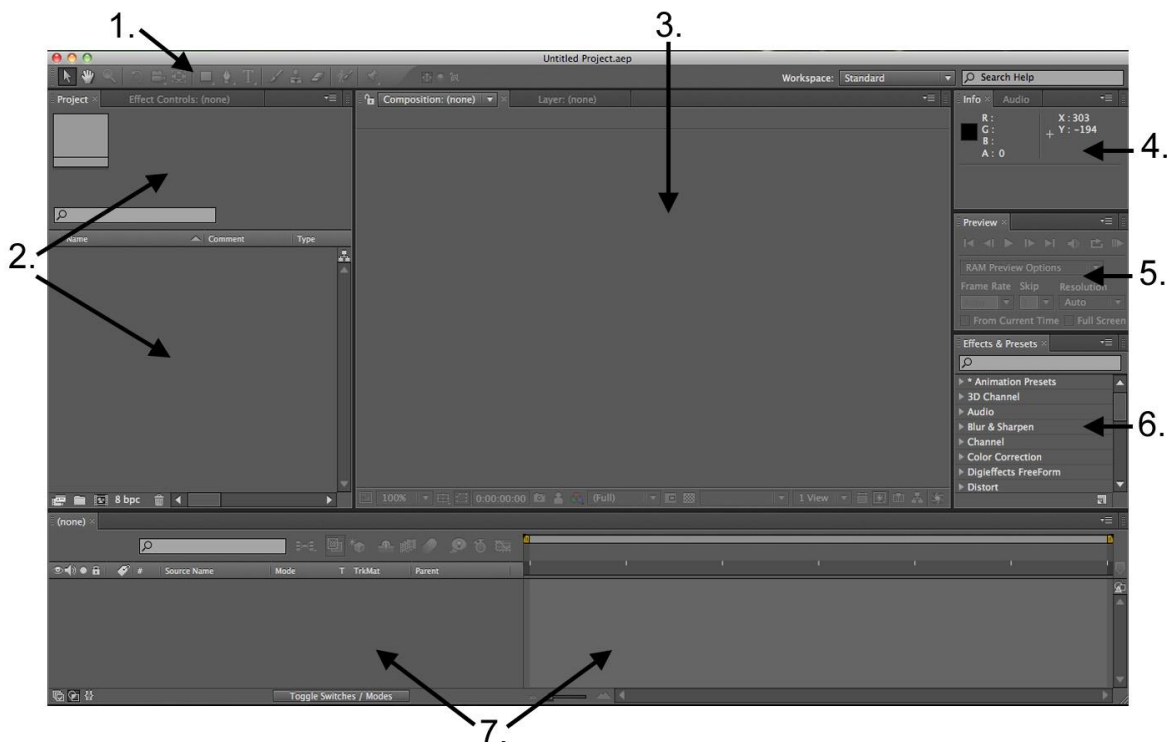 1.
3.
Untitled Project.aep
Workspace: Standard
Search Help
Project
Effect Controls: (none)
Composition: (none)
Layer: (none)
Info
Audio
R :
G :
B :
A : 0
X : 303
Y : -194
4.
2.
Name
Comment
Type
Preview
RAM Preview Options
5.
Frame Rate Skip Resolution
Auto
From Current Time Full Screen
Effects & Presets
* Animation Presets
3D Channel
Audio
Blur & Sharpen
6.
Channel
Color Correction
Digieffects FreeForm
Distort
8 bpc
100%
0:00:00:00
(Full)
1 View
(none)
# Source Name Mode T TrkMat Parent
Toggle Switches / Modes
7.